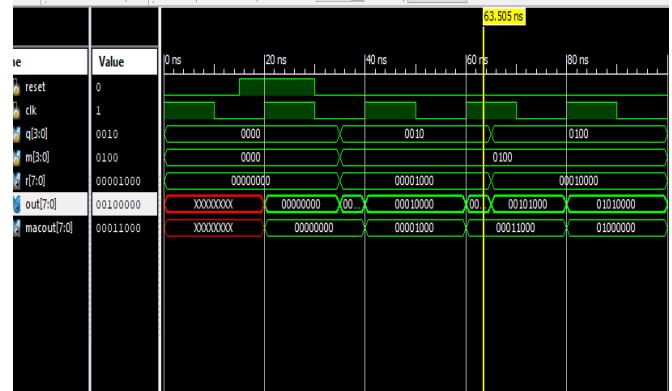 63.505 ns
ne Value 0 ns 20 ns 40 ns 60 ns 80 ns
reset 0
clk 1
q[3:0] 0010 0000 0010 0100
m[3:0] 0100 0000 0100
r[7:0] 00001000 00000000 00001000 00010000
out[7:0] 00100000 XXXXXXXX 00000000 00... 00010000 00... 00101000 01010000
macout[7:0] 00011000 XXXXXXXX 00000000 00001000 00011000 01000000